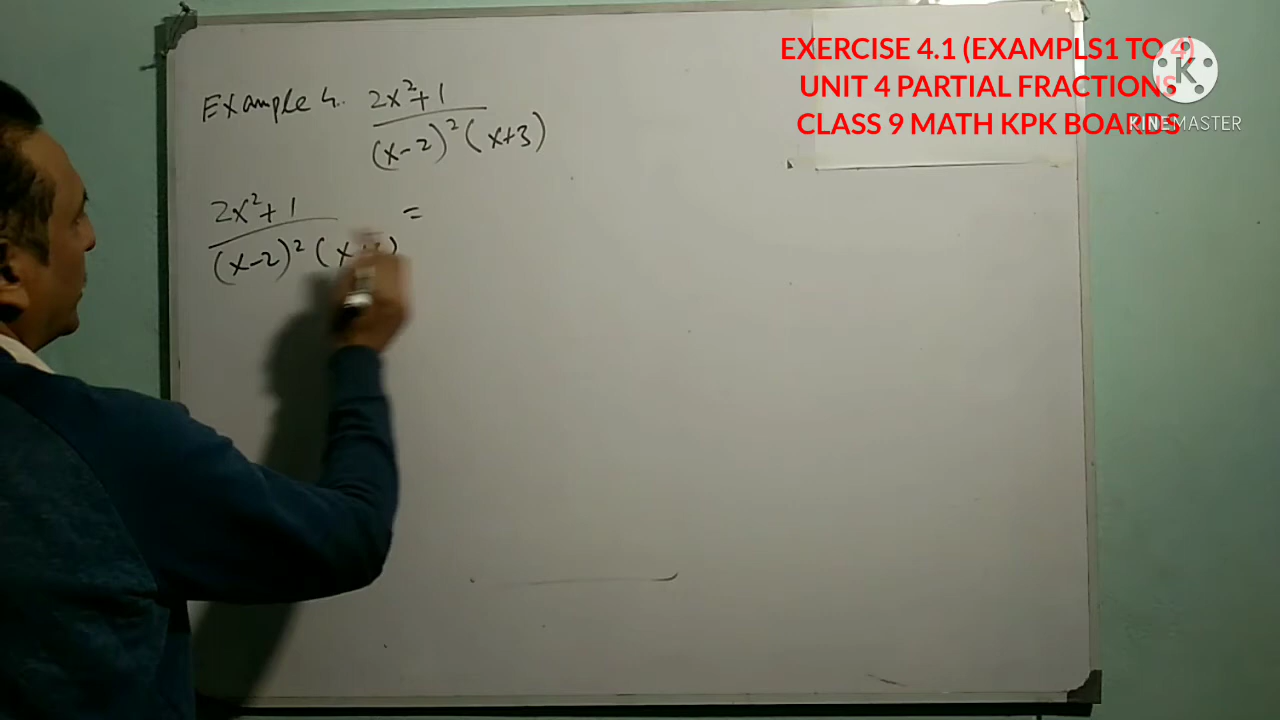 EXERCISE 4.1 (EXAMPLS1 TO 4)
UNIT 4 PARTIAL FRACTIONS
CLASS 9 MATH KPK BOARDS
KINEMASTER
Example 4. 2x²+1
(x-2)²(x+3)
2x²+1 =
(x-2)²(x